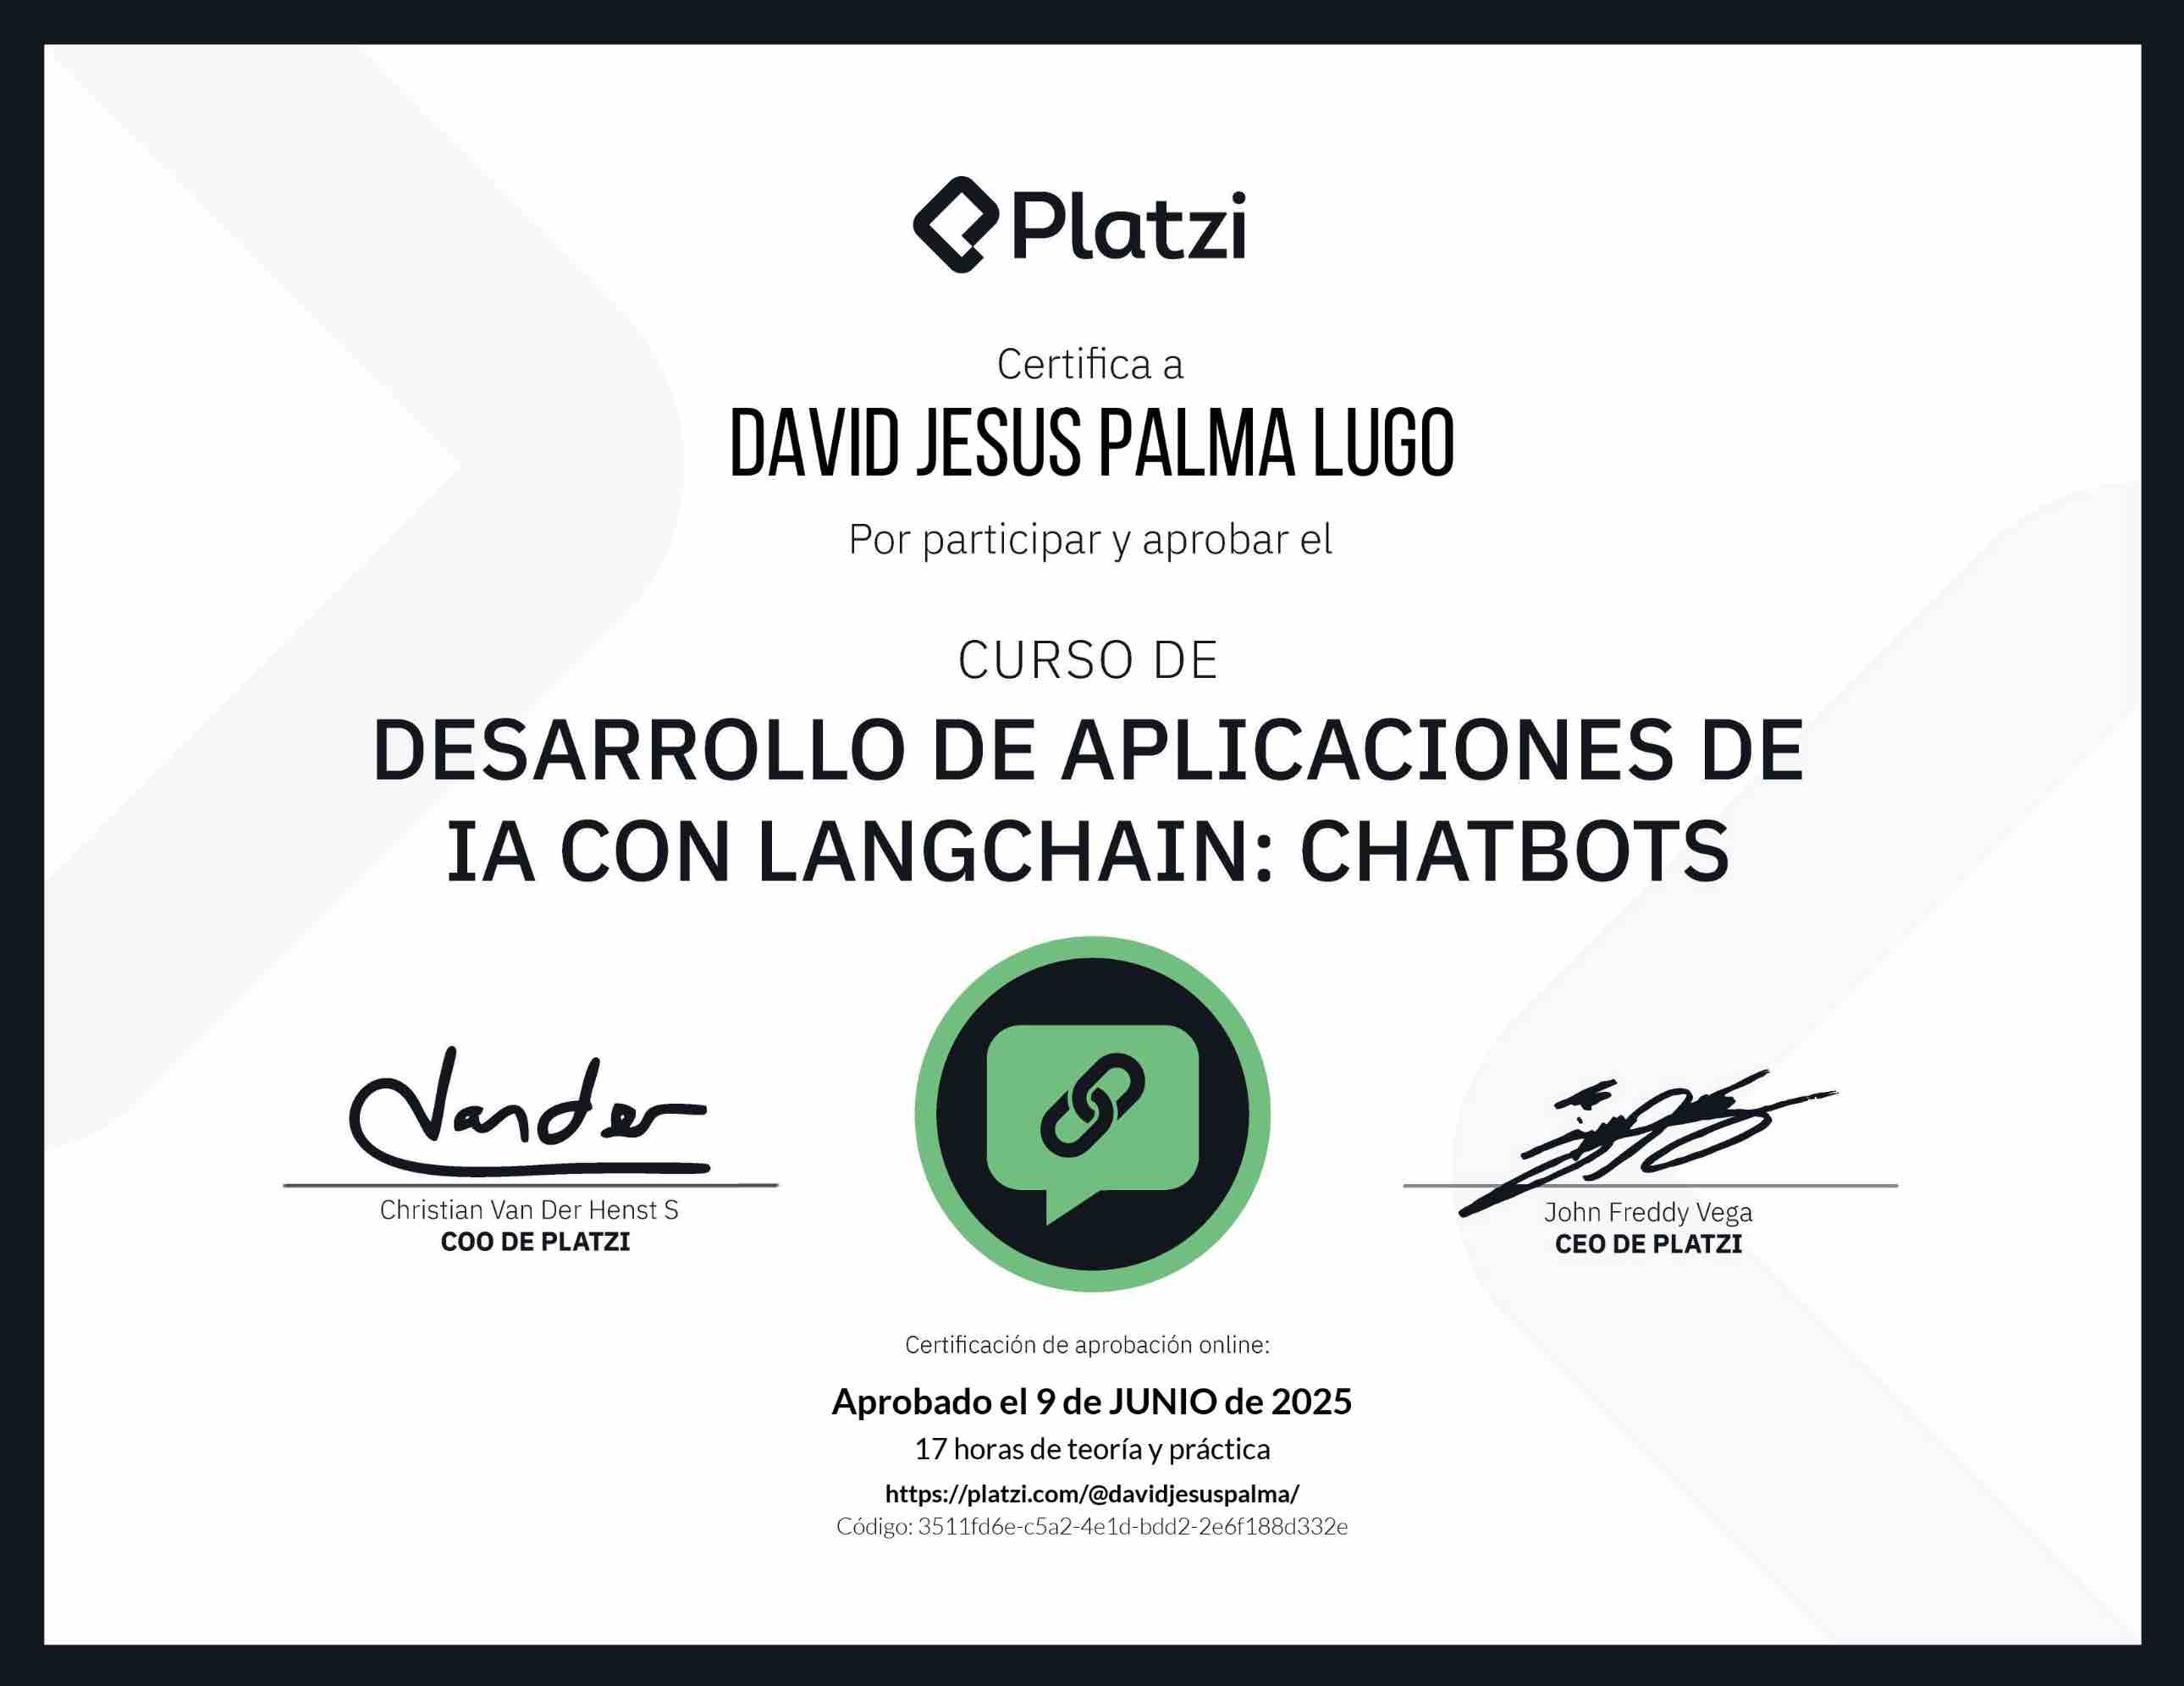 Platzi
Certifica a
DAVID JESUS PALMA LUGO
Por participar y aprobar el
CURSO DE
DESARROLLO DE APLICACIONES DE
IA CON LANGCHAIN: CHATBOTS
Vander
Christian Van Der Henst S
COO DE PLATZI
John Freddy Vega
CEO DE PLATZI
Certificación de aprobación online:
Aprobado el 9 de JUNIO de 2025
17 horas de teoría y práctica
https://platzi.com/@davidjesuspalma/
Código: 3511fd6e-c5a2-4e1d-bdd2-2e6f188d332e